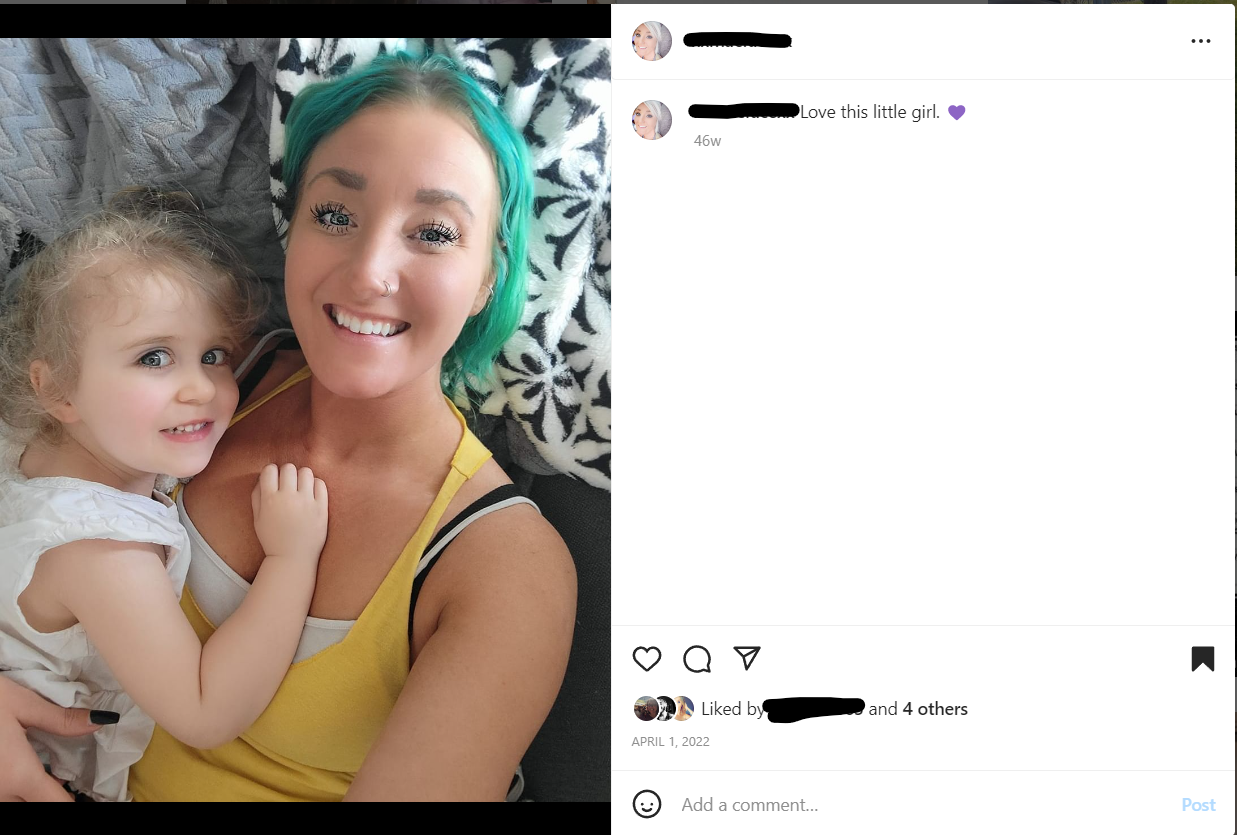 Love this little girl. 💜
46w
Liked by and 4 others
APRIL 1, 2022
Add a comment...
Post